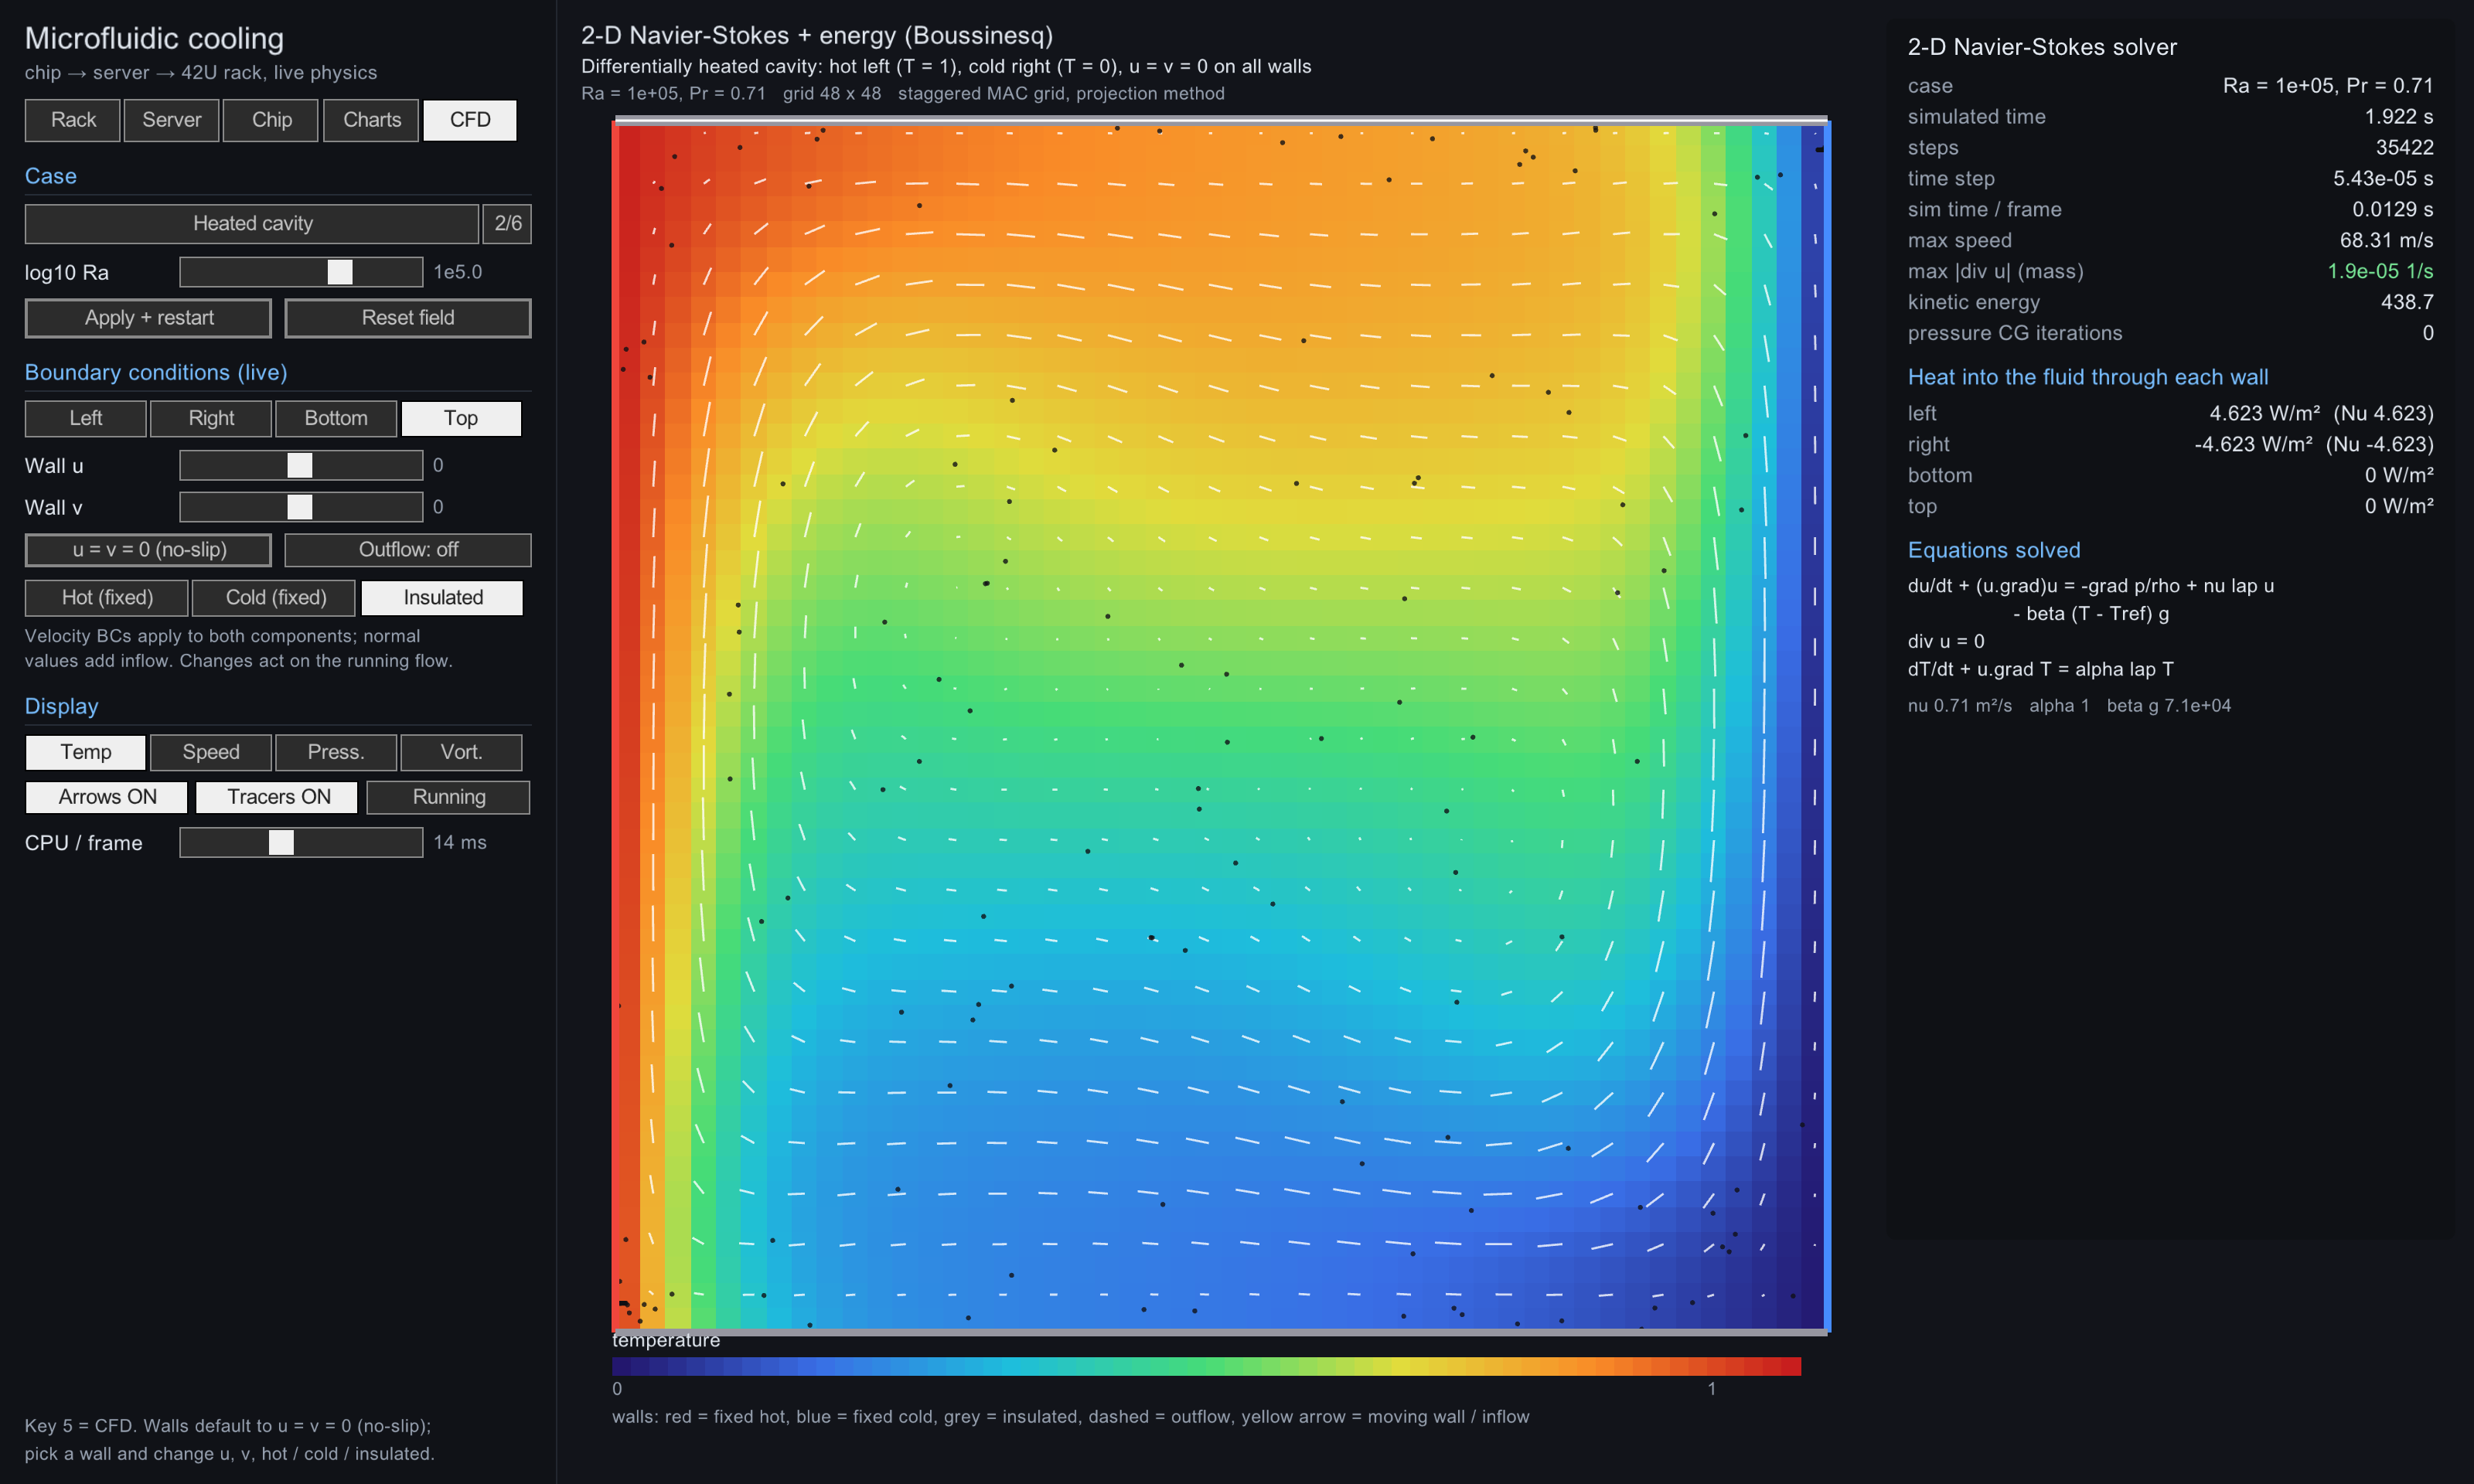 Microfluidic cooling
chip → server → 42U rack, live physics
Rack Server Chip Charts CFD
Case
Heated cavity 2/6
log10 Ra 1e5.0
Apply + restart Reset field
Boundary conditions (live)
Left Right Bottom Top
Wall u 0
Wall v 0
u = v = 0 (no-slip) Outflow: off
Hot (fixed) Cold (fixed) Insulated
Velocity BCs apply to both components; normal
values add inflow. Changes act on the running flow.
Display
Temp Speed Press. Vort.
Arrows ON Tracers ON Running
CPU / frame 14 ms
Key 5 = CFD. Walls default to u = v = 0 (no-slip);
pick a wall and change u, v, hot / cold / insulated.
2-D Navier-Stokes + energy (Boussinesq)
Differentially heated cavity: hot left (T = 1), cold right (T = 0), u = v = 0 on all walls
Ra = 1e+05, Pr = 0.71 grid 48 x 48 staggered MAC grid, projection method
temperature
0 1
walls: red = fixed hot, blue = fixed cold, grey = insulated, dashed = outflow, yellow arrow = moving wall / inflow
2-D Navier-Stokes solver
case Ra = 1e+05, Pr = 0.71
simulated time 1.922 s
steps 35422
time step 5.43e-05 s
sim time / frame 0.0129 s
max speed 68.31 m/s
max |div u| (mass) 1.9e-05 1/s
kinetic energy 438.7
pressure CG iterations 0
Heat into the fluid through each wall
left 4.623 W/m² (Nu 4.623)
right -4.623 W/m² (Nu -4.623)
bottom 0 W/m²
top 0 W/m²
Equations solved
du/dt + (u.grad)u = -grad p/rho + nu lap u
- beta (T - Tref) g
div u = 0
dT/dt + u.grad T = alpha lap T
nu 0.71 m²/s alpha 1 beta g 7.1e+04